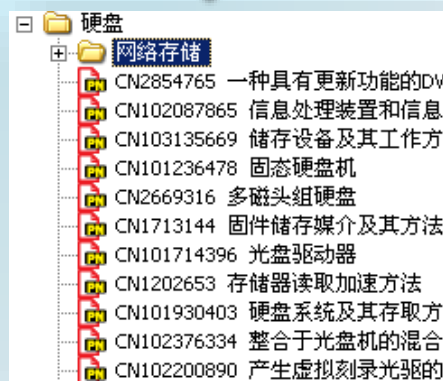 硬盘
网络存储
CN2854765 一种具有更新功能的DV
CN102087865 信息处理装置和信息
CN103135669 储存设备及其工作方
CN101236478 固态硬盘机
CN2669316 多磁头组硬盘
CN1713144 固件储存媒介及其方法
CN101714396 光盘驱动器
CN1202653 存储器读取加速方法
CN101930403 硬盘系统及其存取方
CN102376334 整合于光盘机的混合
CN102200890 产生虚拟刻录光驱的